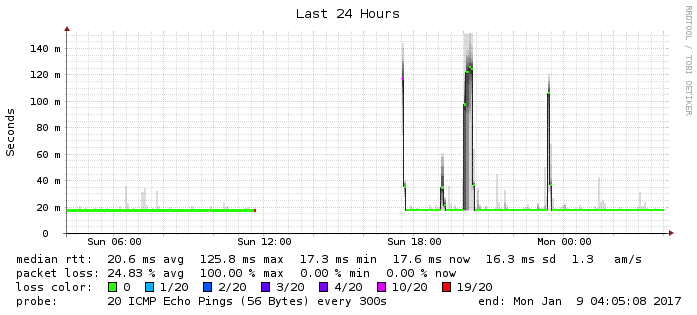 Last 24 Hours
RRDTOOL / TOBI OETIKER
Seconds
140 m
120 m
100 m
80 m
60 m
40 m
20 m
0
Sun 06:00 Sun 12:00 Sun 18:00 Mon 00:00
median rtt: 20.6 ms avg 125.8 ms max 17.3 ms min 17.6 ms now 16.3 ms sd 1.3 am/s
packet loss: 24.83 % avg 100.00 % max 0.00 % min 0.00 % now
loss color: 0 1/20 2/20 3/20 4/20 10/20 19/20
probe: 20 ICMP Echo Pings (56 Bytes) every 300s end: Mon Jan 9 04:05:08 2017